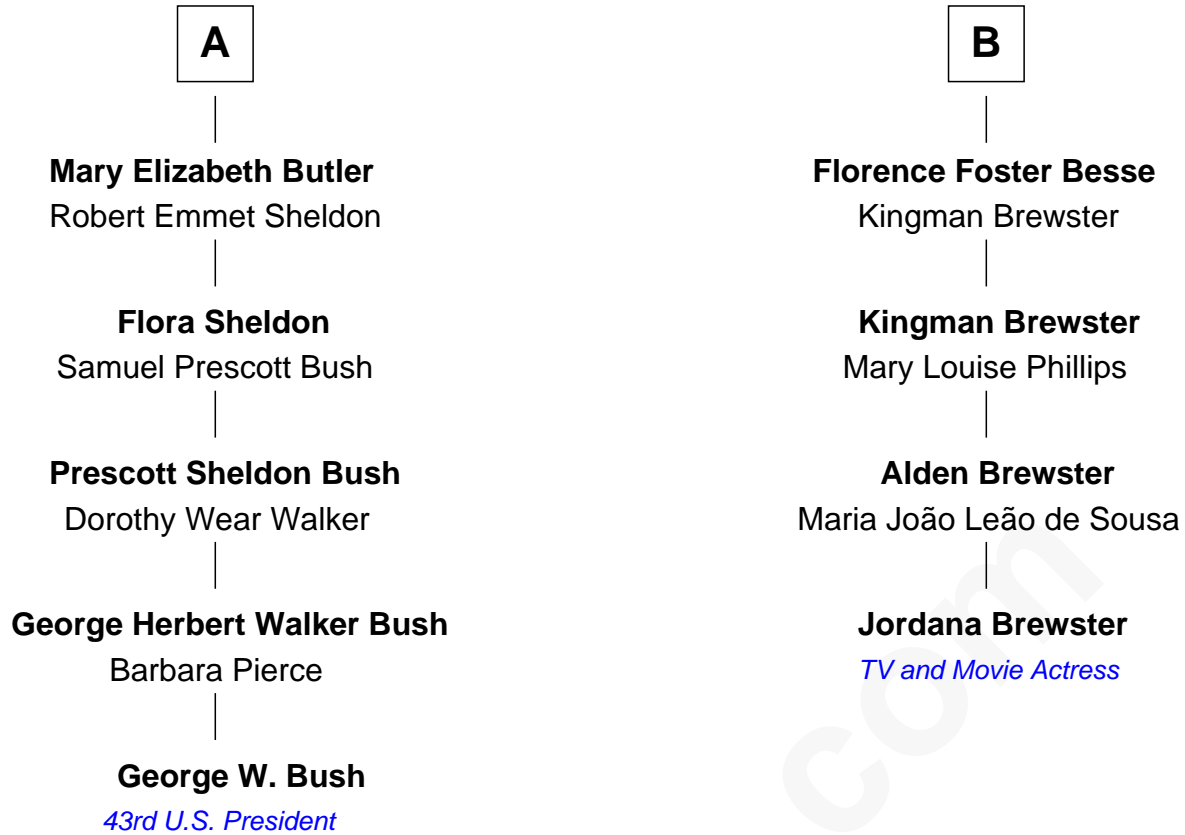 A
Mary Elizabeth Butler
Robert Emmet Sheldon
Flora Sheldon
Samuel Prescott Bush
Prescott Sheldon Bush
Dorothy Wear Walker
George Herbert Walker Bush
Barbara Pierce
George W. Bush
43rd U.S. President
B
Florence Foster Besse
Kingman Brewster
Kingman Brewster
Mary Louise Phillips
Alden Brewster
Maria João Leão de Sousa
Jordana Brewster
TV and Movie Actress
com